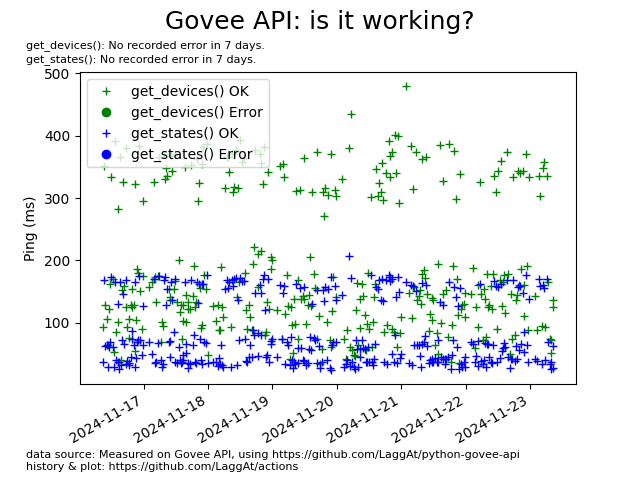 Govee API: is it working?
get_devices(): No recorded error in 7 days.
get_states(): No recorded error in 7 days.
500
400
300
200
100
Ping (ms)
get_devices() OK
get_devices() Error
get_states() OK
get_states() Error
2024-11-17
2024-11-18
2024-11-19
2024-11-20
2024-11-21
2024-11-22
2024-11-23
data source: Measured on Govee API, using https://github.com/LaggAt/python-govee-api
history & plot: https://github.com/LaggAt/actions